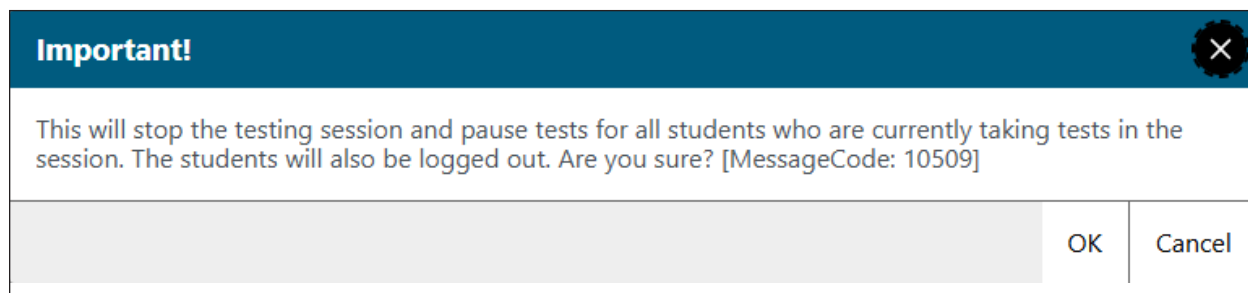 Important!
This will stop the testing session and pause tests for all students who are currently taking tests in the
session. The students will also be logged out. Are you sure? [MessageCode: 10509]
OK
Cancel